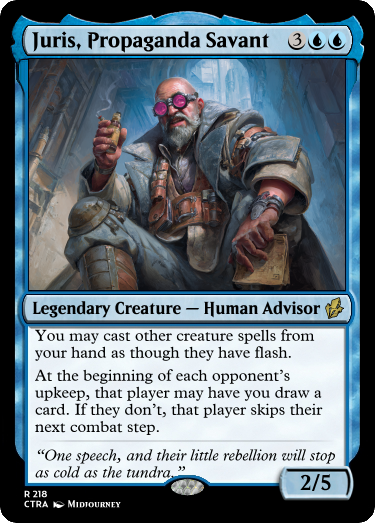 Juris, Propaganda Savant 3
Legendary Creature — Human Advisor
You may cast other creature spells from
your hand as though they have flash.
At the beginning of each opponent's
upkeep, that player may have you draw a
card. If they don't, that player skips their
next combat step.
“One speech, and their little rebellion will stop
as cold as the tundra.”
2/5
R 218
CTRA Midjourney